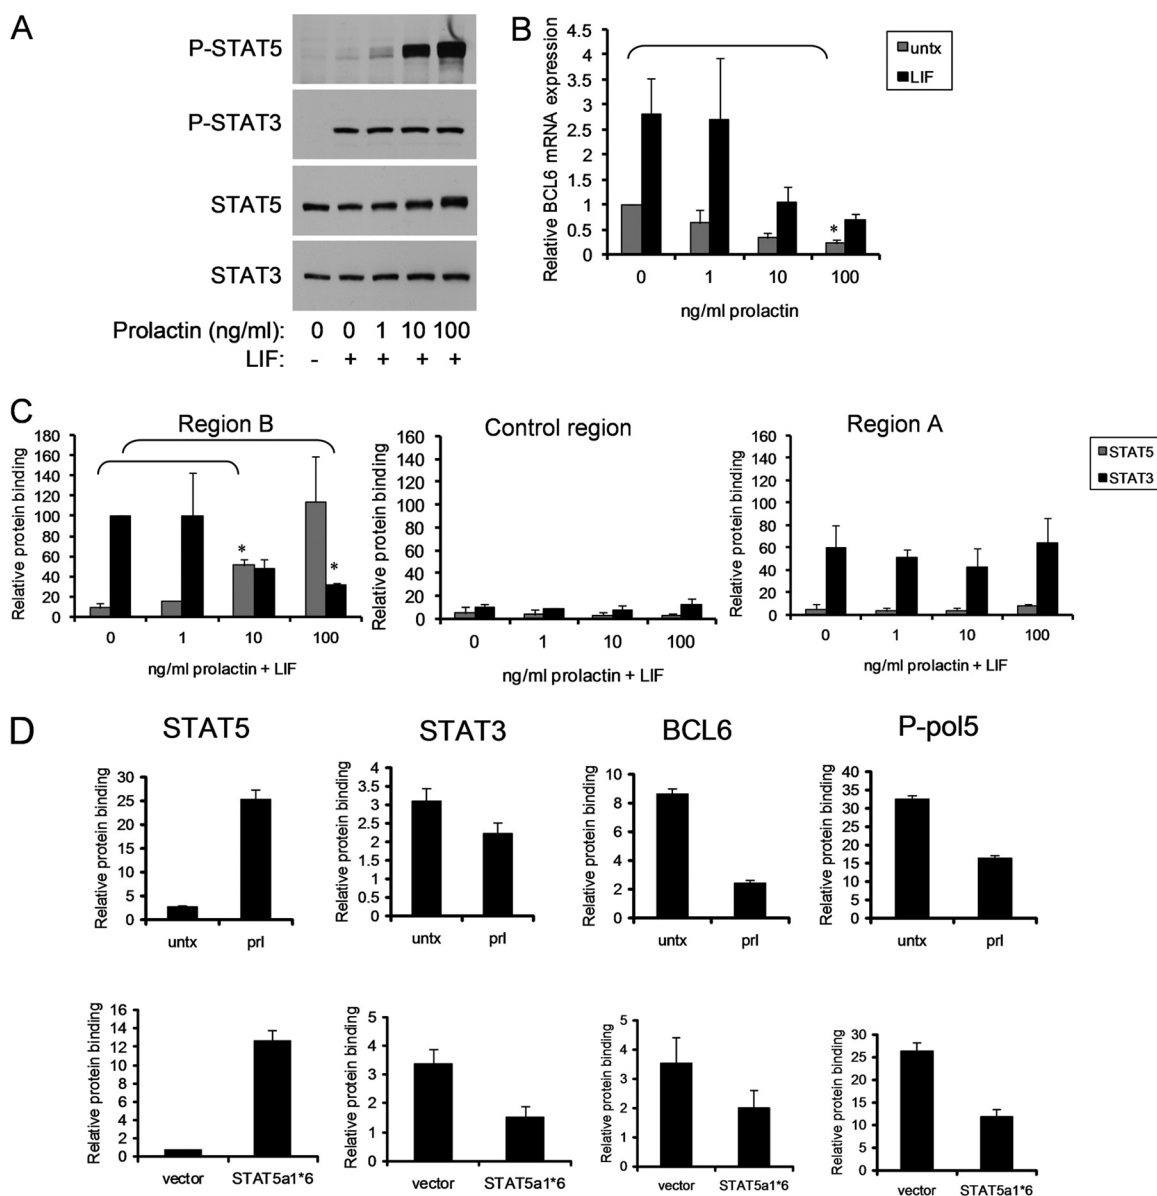 A
P-STAT5
P-STAT3
STAT5
STAT3
Prolactin (ng/ml): 0 0 1 10 100
LIF: - + + + +
B
Relative BCL6 mRNA expression
4.5
4
3.5
3
2.5
2
1.5
1
0.5
0
*
0 1 10 100
ng/ml prolactin
untx
LIF
C
Region B
Relative protein binding
180
160
140
120
100
80
60
40
20
0
*
*
0 1 10 100
ng/ml prolactin + LIF
Control region
Relative protein binding
160
140
120
100
80
60
40
20
0
0 1 10 100
ng/ml prolactin + LIF
Region A
Relative protein binding
160
140
120
100
80
60
40
20
0
0 1 10 100
ng/ml prolactin + LIF
STAT5
STAT3
D
STAT5
Relative protein binding
30
25
20
15
10
5
0
untx prl
STAT3
Relative protein binding
4
3.5
3
2.5
2
1.5
1
0.5
0
untx prl
BCL6
Relative protein binding
10
8
6
4
2
0
untx prl
P-pol5
Relative protein binding
40
35
30
25
20
15
10
5
0
untx prl
Relative protein binding
16
14
12
10
8
6
4
2
0
vector STAT5a1*6
Relative protein binding
5
4
3
2
1
0
vector STAT5a1*6
Relative protein binding
5
4
3
2
1
0
vector STAT5a1*6
Relative protein binding
30
25
20
15
10
5
0
vector STAT5a1*6